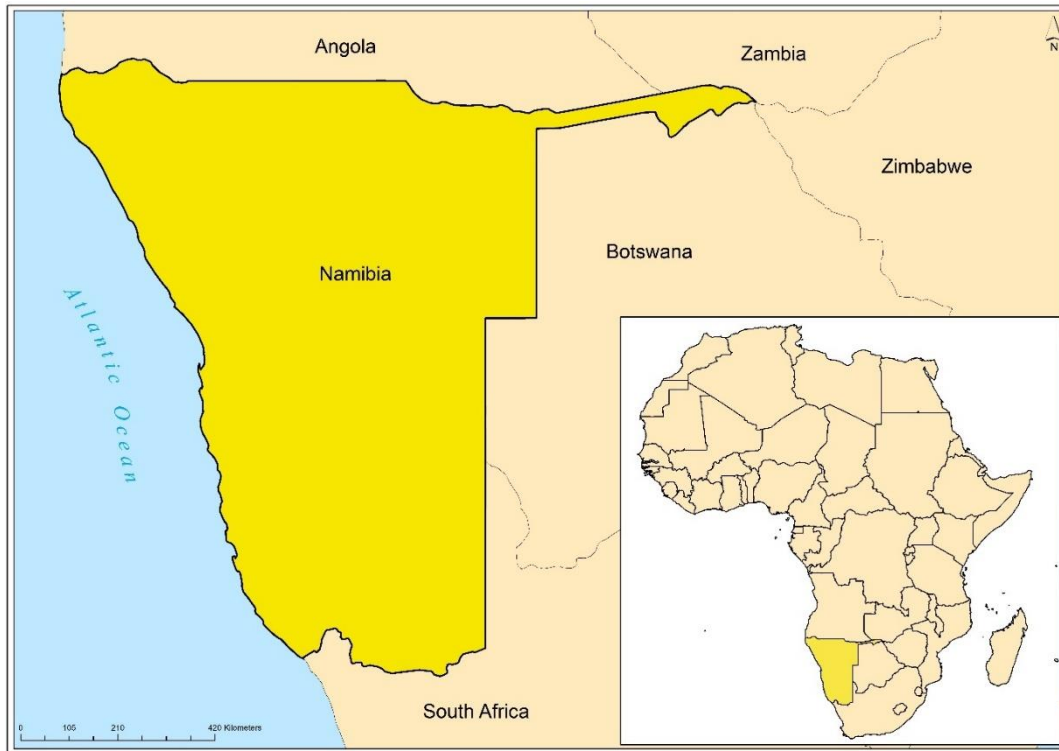 Angola
Zambia
N
Zimbabwe
Botswana
Namibia
Atlantic Ocean
South Africa
0 105 210 420 Kilometers